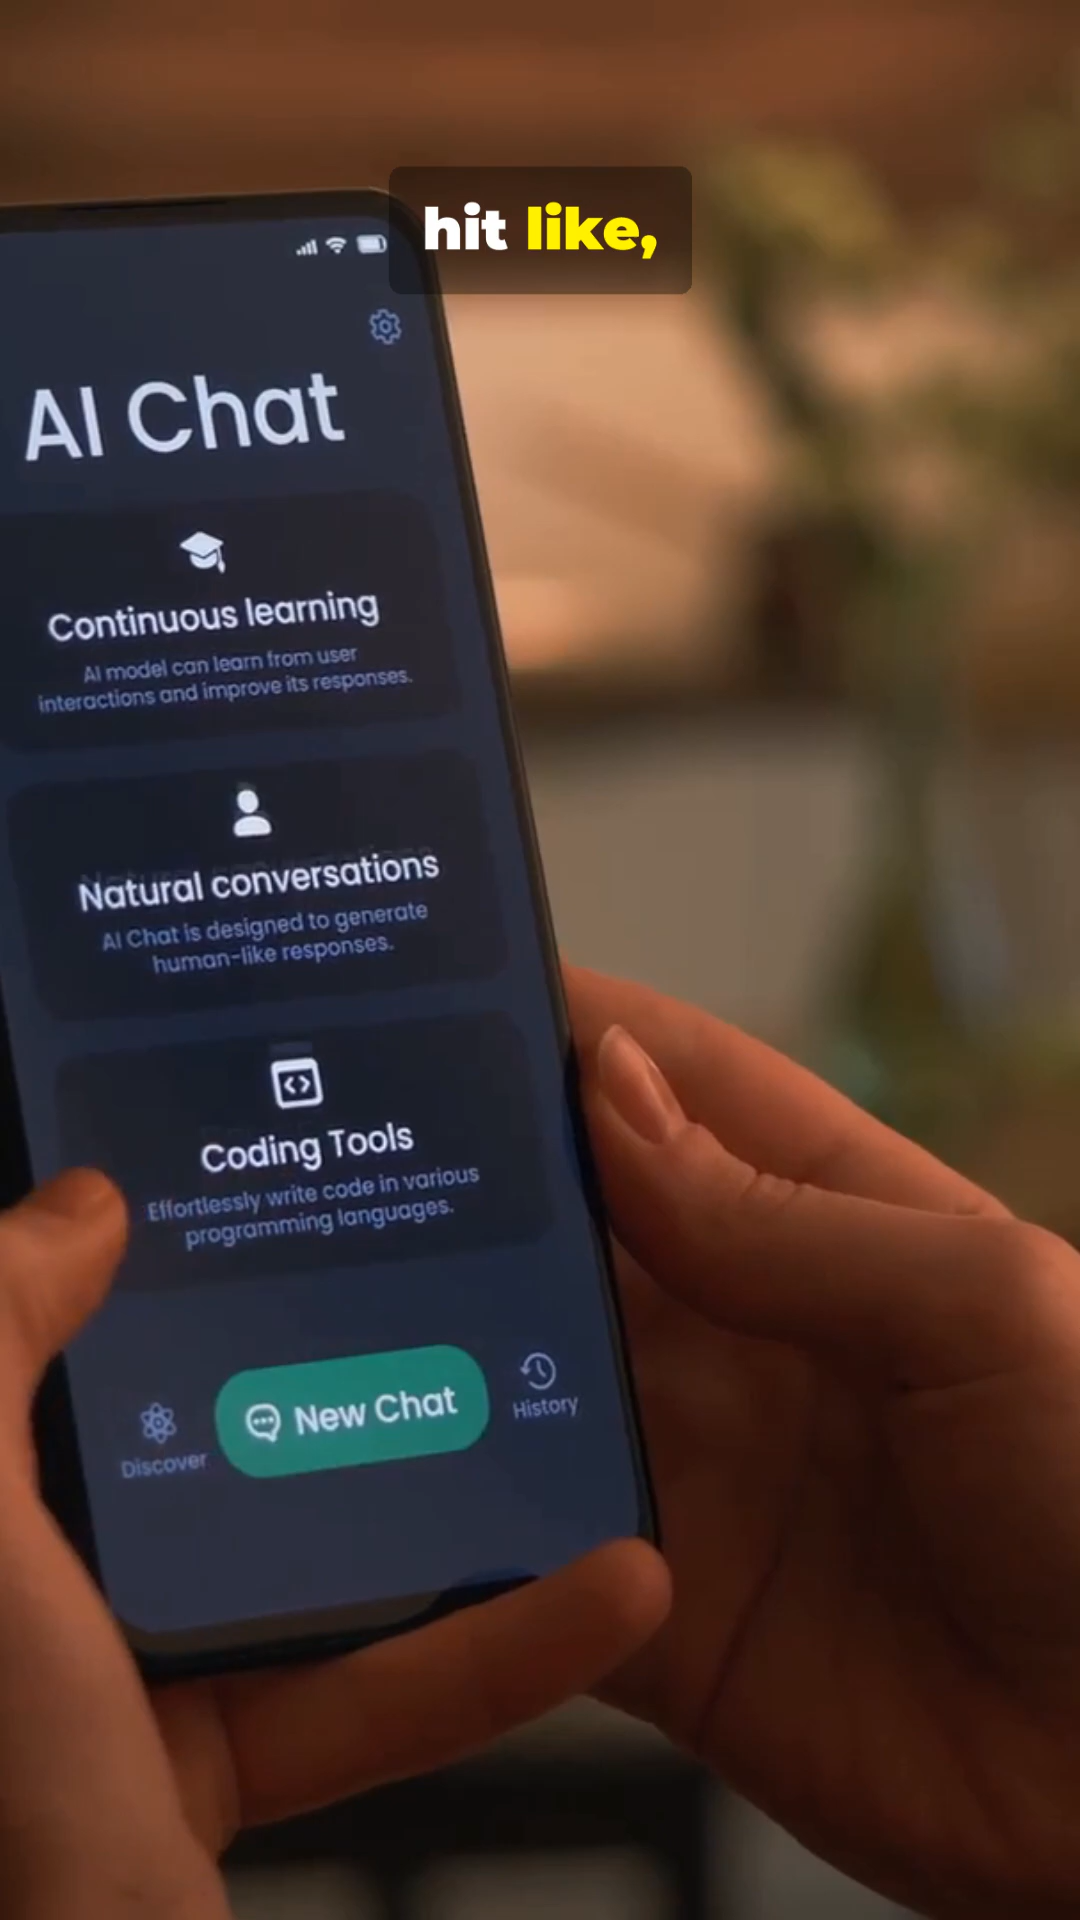 hit like,
AI Chat
Continuous learning
AI model can learn from user
interactions and improve its responses.
Natural conversations
AI Chat is designed to generate
human-like responses.
Coding Tools
Effortlessly write code in various
programming languages.
New Chat
History
Discover